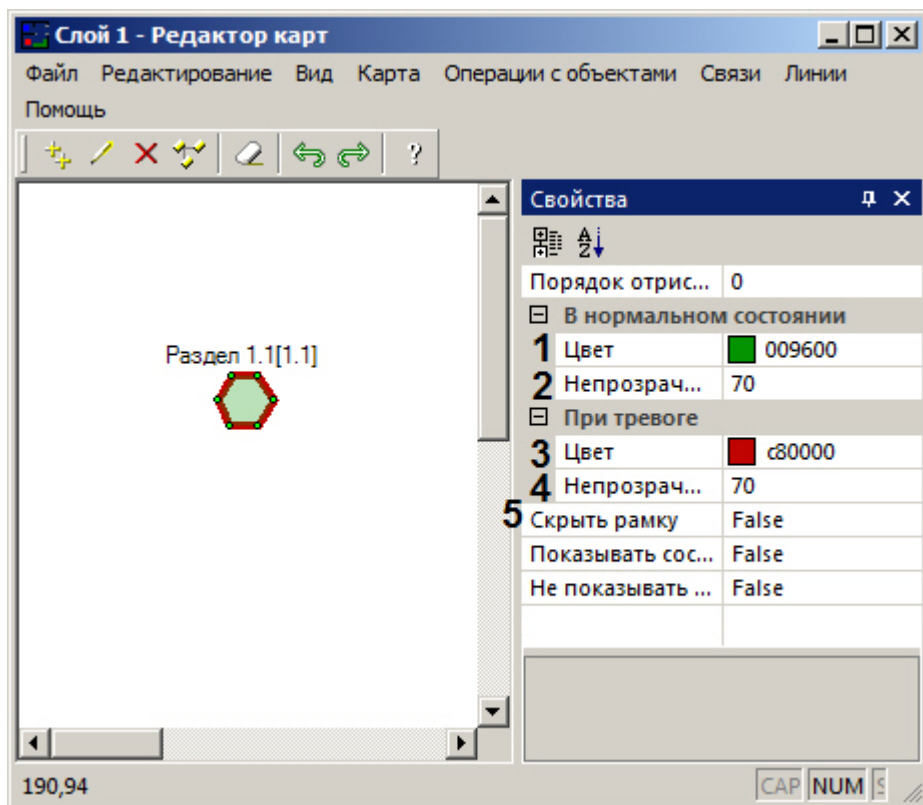 Слой 1 - Редактор карт
Файл Редактирование Вид Карта Операции с объектами Связи Линии
Помощь
?
Свойства
A
Z
Порядок отрис... 0
В нормальном состоянии
1 Цвет 009600
2 Непрозрач... 70
При тревоге
3 Цвет c80000
4 Непрозрач... 70
5 Скрыть рамку False
Показывать сос... False
Не показывать ... False
Раздел 1.1[1.1]
190,94 CAP NUM S